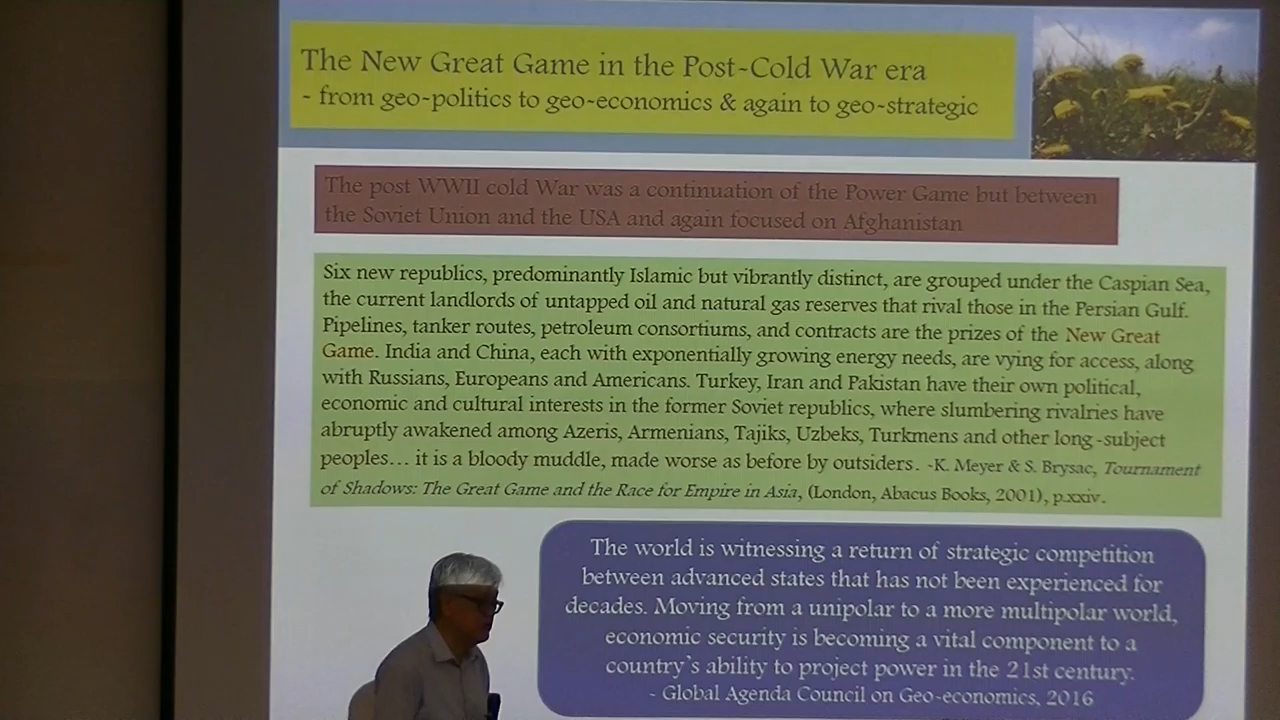 The New Great Game in the Post-Cold War era
- from geo-politics to geo-economics & again to geo-strategic
The post WWII cold War was a continuation of the Power Game but between
the Soviet Union and the USA and again focused on Afghanistan
Six new republics, predominantly Islamic but vibrantly distinct, are grouped under the Caspian Sea,
the current landlords of untapped oil and natural gas reserves that rival those in the Persian Gulf.
Pipelines, tanker routes, petroleum consortiums, and contracts are the prizes of the New Great
Game. India and China, each with exponentially growing energy needs, are vying for access, along
with Russians, Europeans and Americans. Turkey, Iran and Pakistan have their own political,
economic and cultural interests in the former Soviet republics, where slumbering rivalries have
abruptly awakened among Azeris, Armenians, Tajiks, Uzbeks, Turkmens and other long-subject
peoples... it is a bloody muddle, made worse as before by outsiders. -K. Meyer & S. Brysac, Tournament
of Shadows: The Great Game and the Race for Empire in Asia, (London, Abacus Books, 2001), p.xxiv.
The world is witnessing a return of strategic competition
between advanced states that has not been experienced for
decades. Moving from a unipolar to a more multipolar world,
economic security is becoming a vital component to a
country's ability to project power in the 21st century.
- Global Agenda Council on Geo-economics, 2016